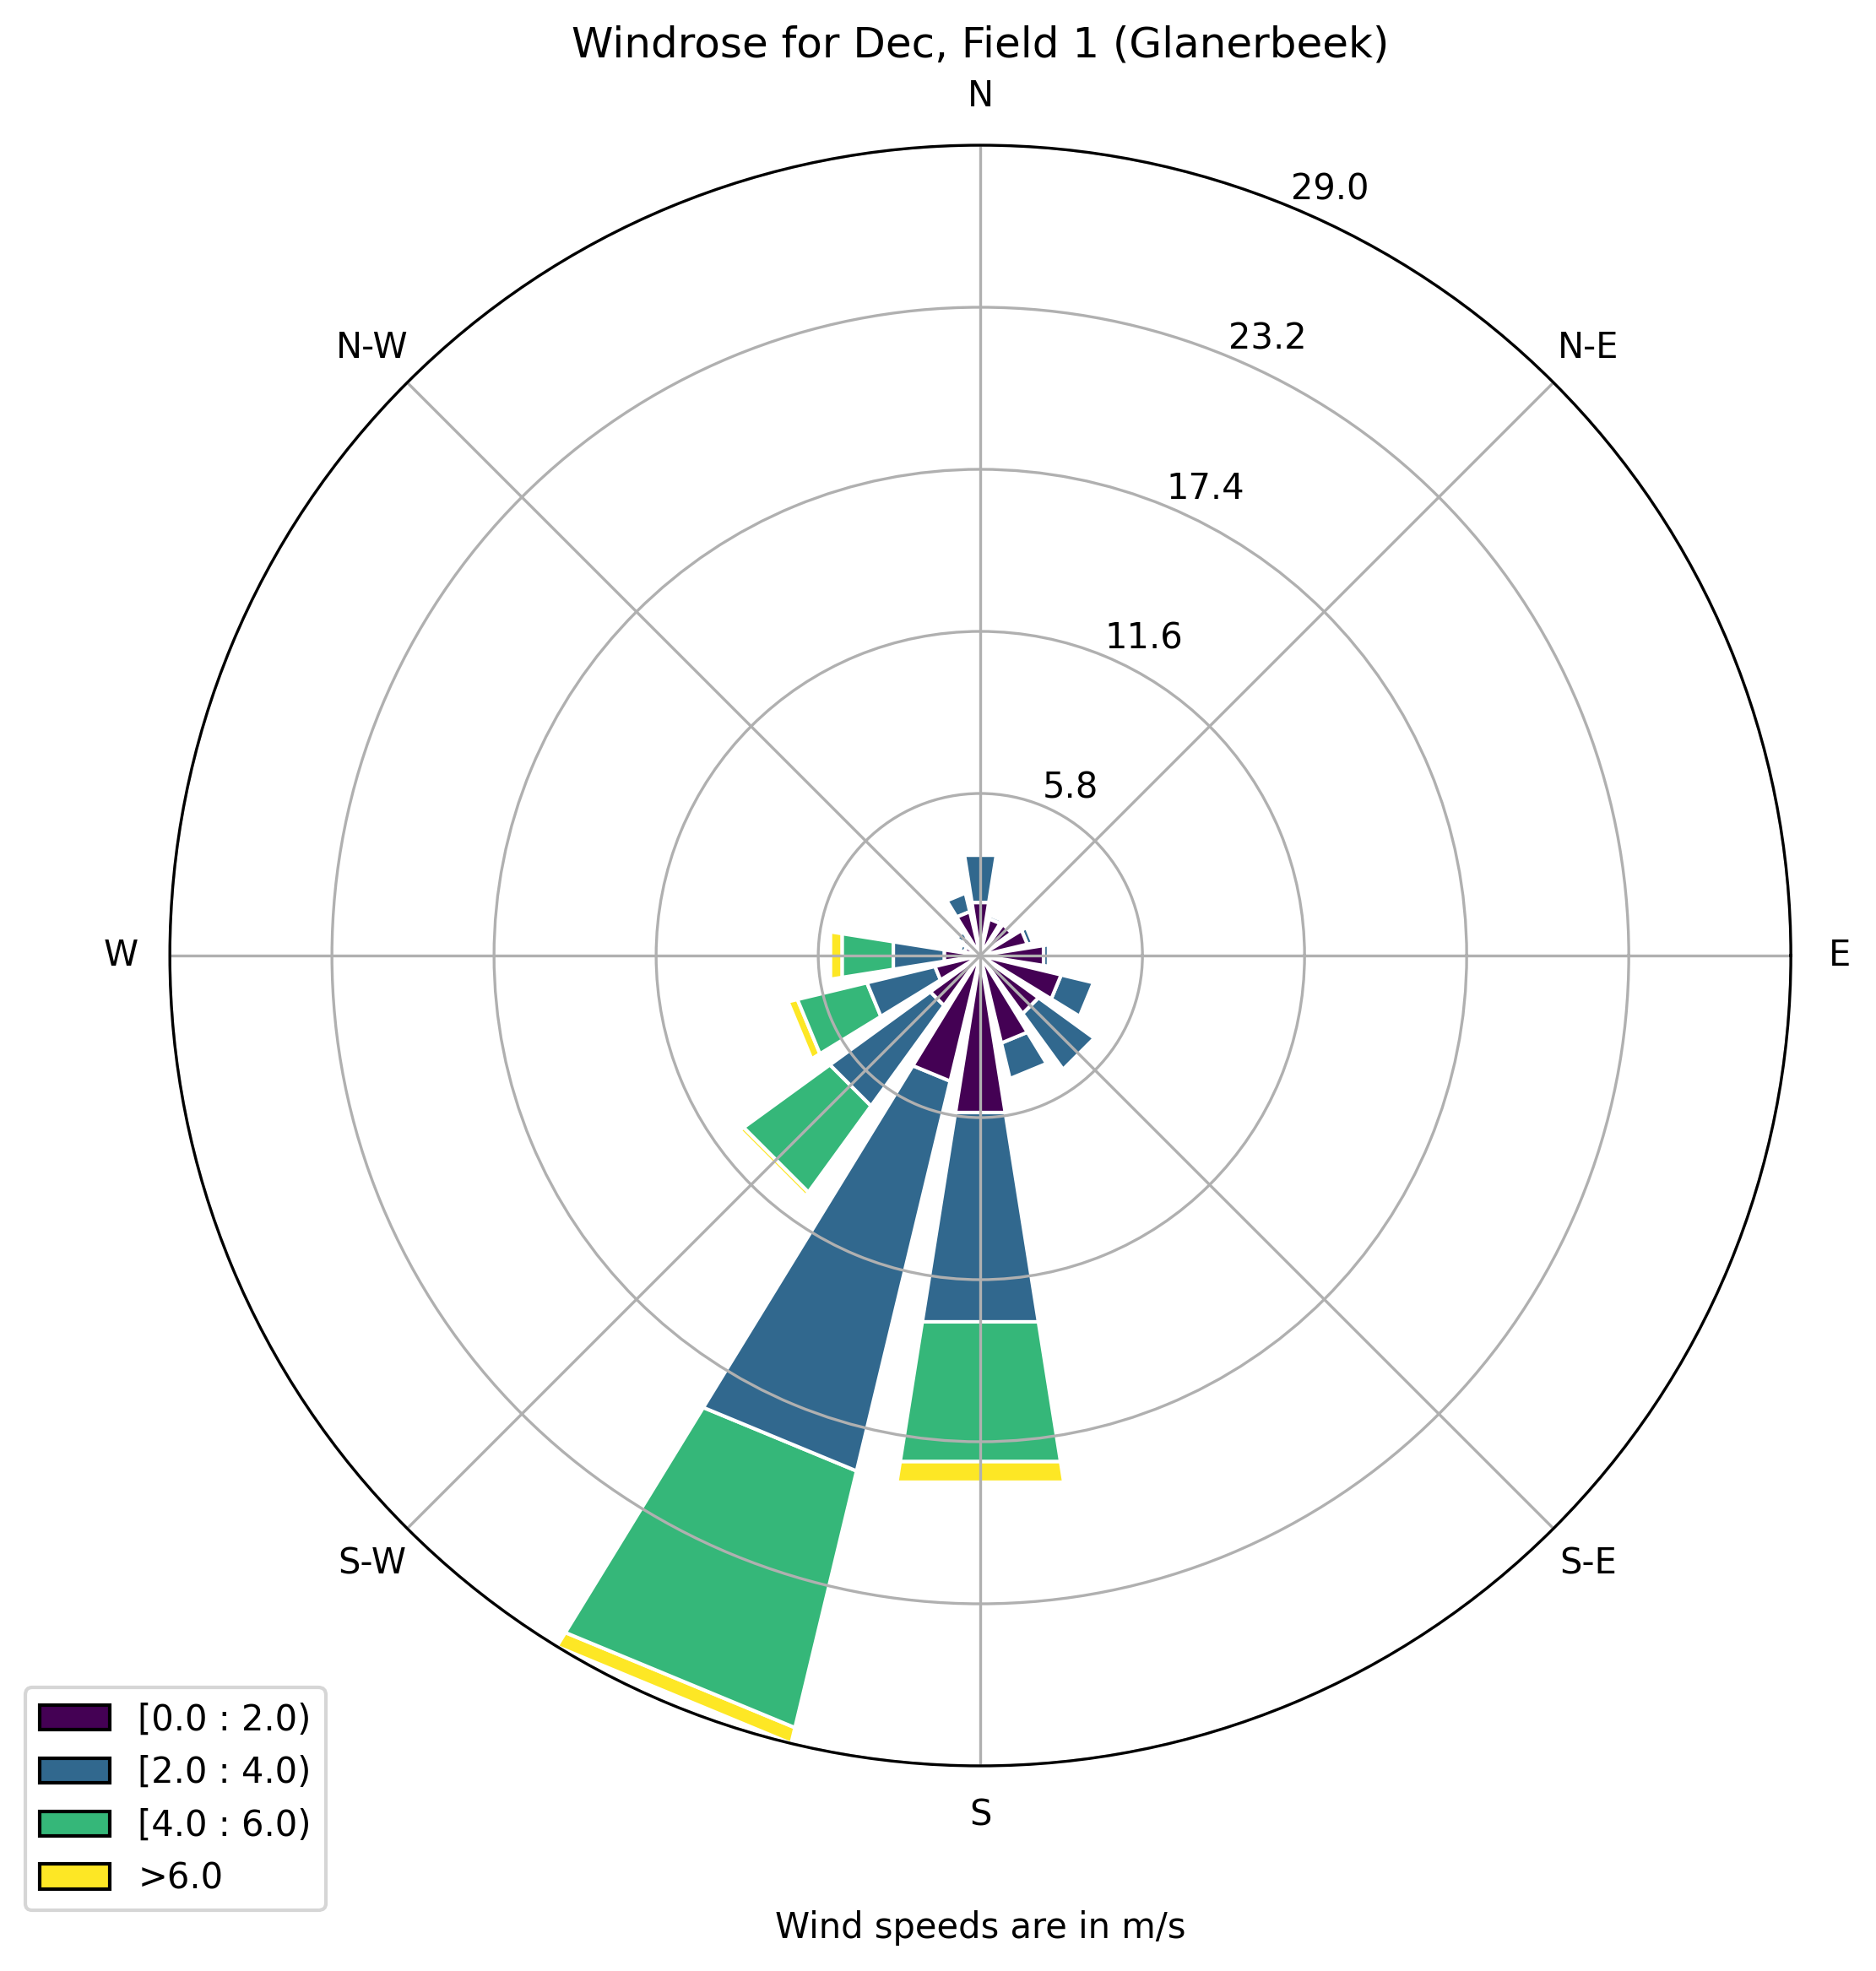 Windrose for Dec, Field 1 (Glanerbeek)
N
29.0
23.2
N-W
N-E
17.4
11.6
5.8
W
E
S-W
S-E
[0.0 : 2.0)
[2.0 : 4.0)
S
[4.0 : 6.0)
>6.0
Wind speeds are in m/s